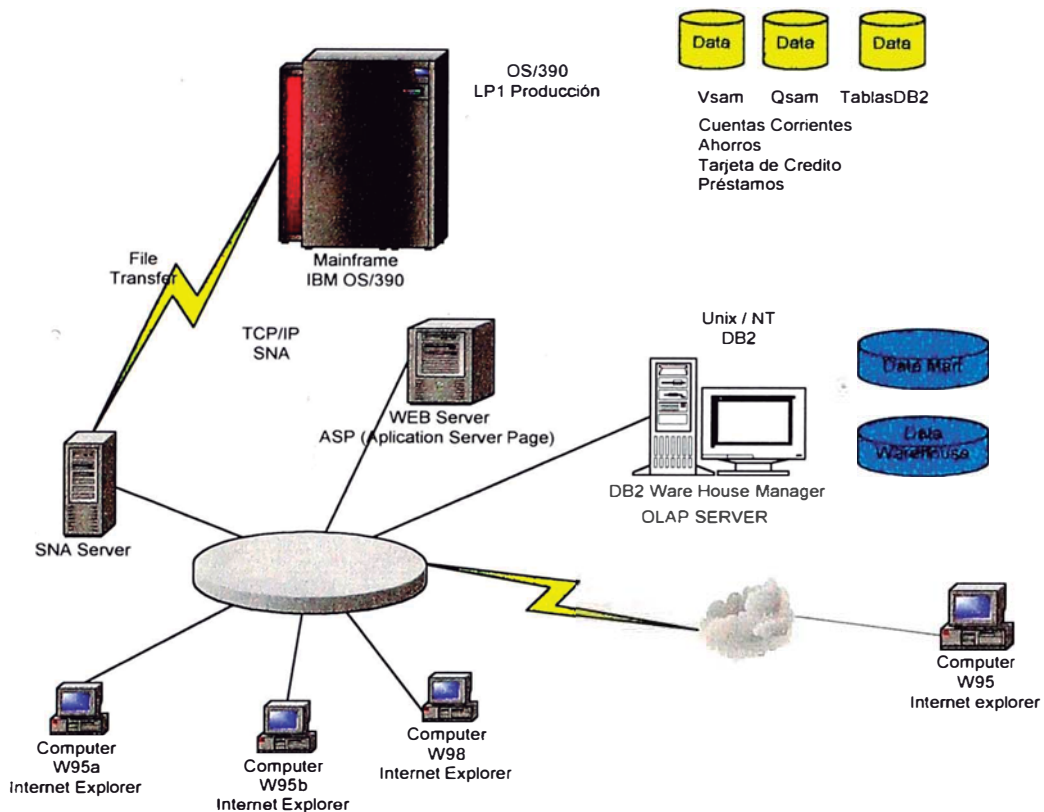 OS/390
LP1 Producción
Data Data Data
Vsam Qsam TablasDB2
Cuentas Corrientes
Ahorros
Tarjeta de Credito
Préstamos
File
Transfer
Mainframe
IBM OS/390
TCP/IP
SNA
WEB Server
ASP (Aplication Server Page)
Unix / NT
DB2
Data Mart
Data
Warehouse
DB2 Ware House Manager
OLAP SERVER
SNA Server
Computer
W95
Internet explorer
Computer
W95a
Internet Explorer
Computer
W95b
Internet Explorer
Computer
W98
Internet Explorer